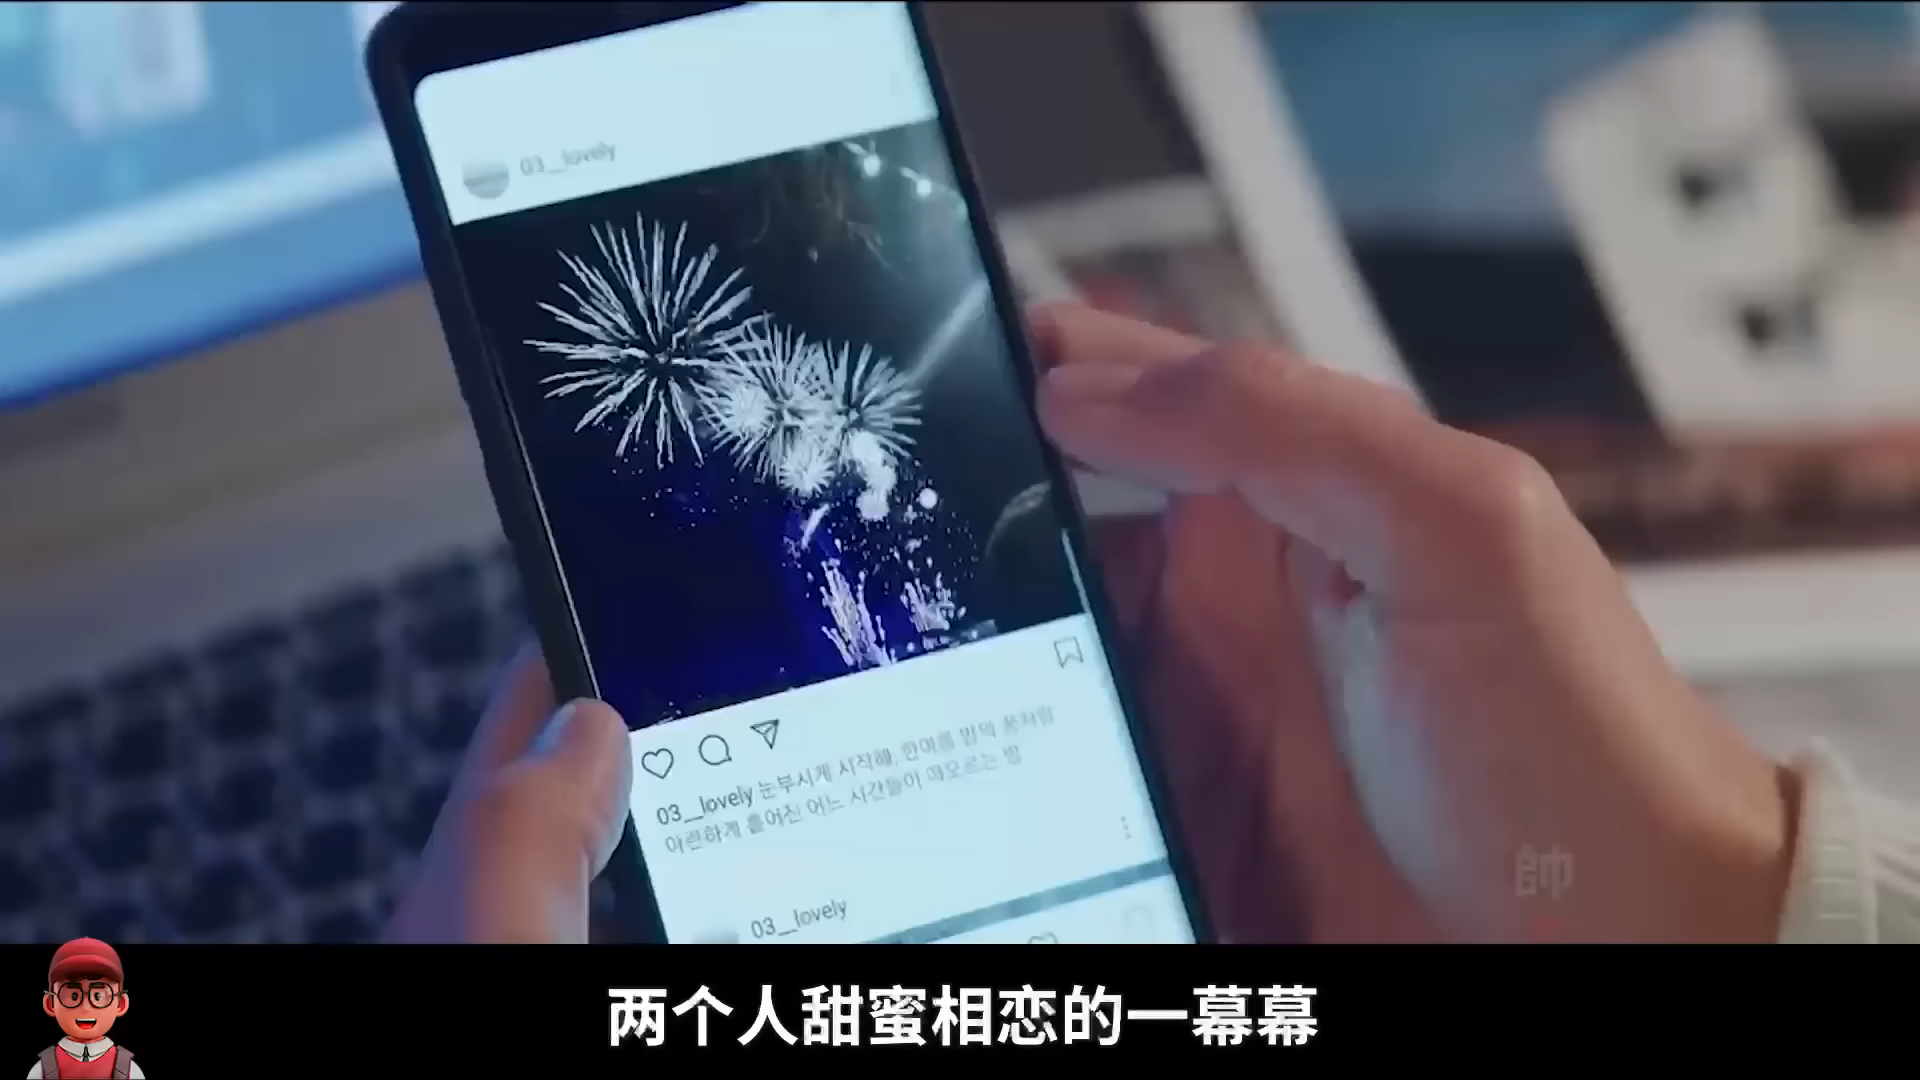 03__lovely
03__lovely 눈부시게 시작해, 한여름 밤의 꿈처럼
아련하게 흩어진 어느 시간들이 떠오르는 밤
03__lovely
帥
两个人甜蜜相恋的一幕幕